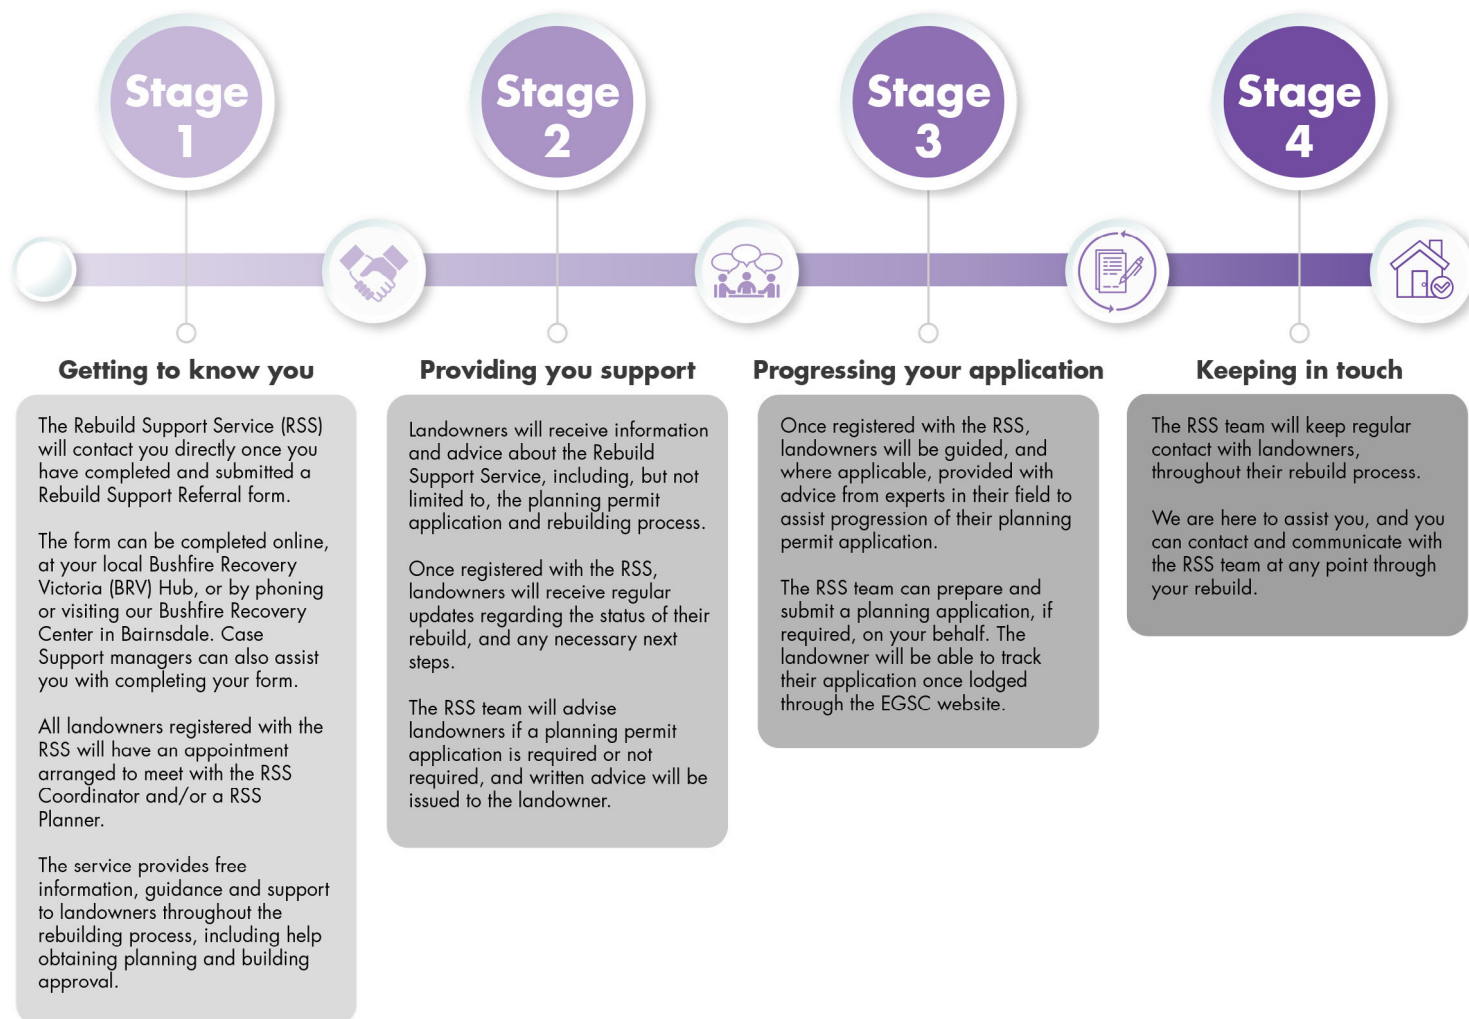 Stage
1
Stage
2
Stage
3
Stage
4
Getting to know you
The Rebuild Support Service (RSS)
will contact you directly once you
have completed and submitted a
Rebuild Support Referral form.
The form can be completed online,
at your local Bushfire Recovery
Victoria (BRV) Hub, or by phoning
or visiting our Bushfire Recovery
Center in Bairnsdale. Case
Support managers can also assist
you with completing your form.
All landowners registered with the
RSS will have an appointment
arranged to meet with the RSS
Coordinator and/or a RSS
Planner.
The service provides free
information, guidance and support
to landowners throughout the
rebuilding process, including help
obtaining planning and building
approval.
Providing you support
Landowners will receive information
and advice about the Rebuild
Support Service, including, but not
limited to, the planning permit
application and rebuilding process.
Once registered with the RSS,
landowners will receive regular
updates regarding the status of their
rebuild, and any necessary next
steps.
The RSS team will advise
landowners if a planning permit
application is required or not
required, and written advice will be
issued to the landowner.
Progressing your application
Once registered with the RSS,
landowners will be guided, and
where applicable, provided with
advice from experts in their field to
assist progression of their planning
permit application.
The RSS team can prepare and
submit a planning application, if
required, on your behalf. The
landowner will be able to track
their application once lodged
through the EGSC website.
Keeping in touch
The RSS team will keep regular
contact with landowners,
throughout their rebuild process.
We are here to assist you, and you
can contact and communicate with
the RSS team at any point through
your rebuild.